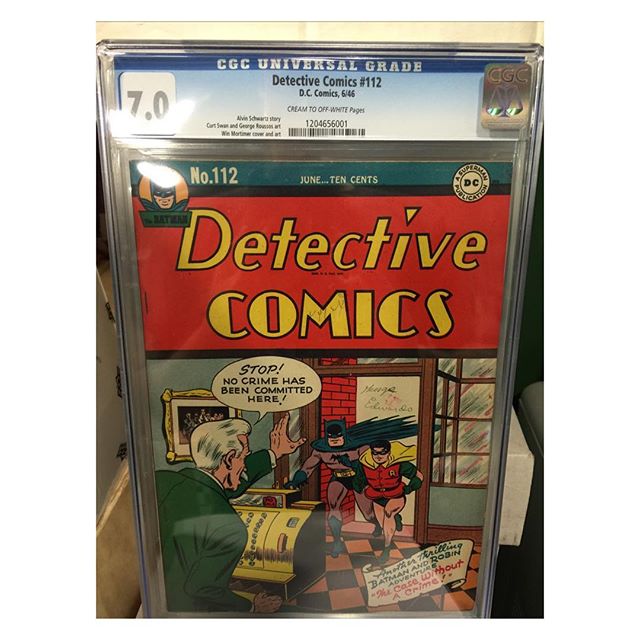 CGC UNIVERSAL GRADE
7.0
Detective Comics #112
D.C. Comics, 6/46
CREAM TO OFF-WHITE Pages
Alvin Schwartz story
Curt Swan and George Roussos art
Win Mortimer cover and art
1204656001
CGC
The BATMAN
No.112
JUNE...TEN CENTS
A SUPERMAN
DC
PUBLICATION
Detective
COMICS
STOP!
NO CRIME HAS
BEEN COMMITTED
HERE!
Edwards
Another Thrilling
BATMAN AND ROBIN
ADVENTURE
"The Case Without
A Crime!"